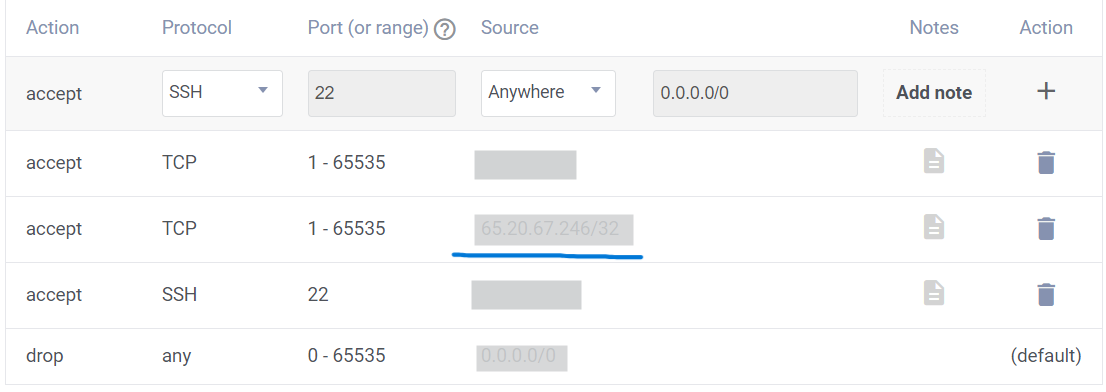 Action Protocol Port (or range) ? Source Notes Action
accept SSH 22 Anywhere 0.0.0.0/0 Add note +
accept TCP 1 - 65535
accept TCP 1 - 65535 65.20.67.246/32
accept SSH 22
drop any 0 - 65535 0.0.0.0/0 (default)